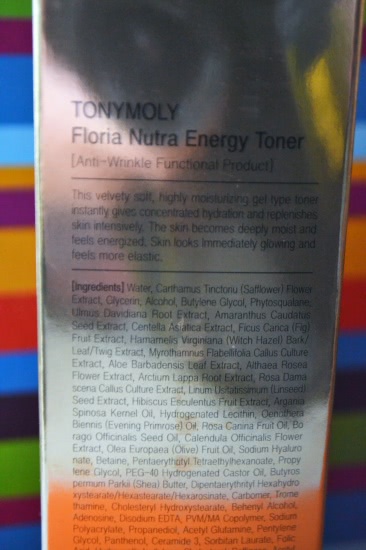 TONYMOLY
Floria Nutra Energy Toner
[Anti-Wrinkle Functional Product]
This velvety soft, highly moisturizing gel type toner
instantly gives concentrated hydration and replenishes
skin intensively. The skin becomes deeply moist and
feels energized. Skin looks immediately glowing and
feels more elastic.
[Ingredients] Water, Carthamus Tinctoriu (Safflower) Flower
Extract, Glycerin, Alcohol, Butylene Glycol, Phytosqualane,
Ulmus Davidiana Root Extract, Amaranthus Caudatus
Seed Extract, Centella Asiatica Extract, Ficus Carica (Fig)
Fruit Extract, Hamamelis Virginiana (Witch Hazel) Bark/
Leaf/Twig Extract, Myrothamnus Flabellifolia Callus Culture
Extract, Aloe Barbadensis Leaf Extract, Althaea Rosea
Flower Extract, Arctium Lappa Root Extract, Rosa Dama
scena Callus Culture Extract, Linum Usitatissimum (Linseed)
Seed Extract, Hibiscus Esculentus Fruit Extract, Argania
Spinosa Kernel Oil, Hydrogenated Lecithin, Oenothera
Biennis (Evening Primrose) Oil, Rosa Canina Fruit Oil, Bo
rago Officinalis Seed Oil, Calendula Officinalis Flower
Extract, Olea Europaea (Olive) Fruit Oil, Sodium Hyaluro
nate, Betaine, Pentaerythrityl Tetraethylhexanoate, Propy
lene Glycol, PEG-40 Hydrogenated Castor Oil, Butyros
permum Parkii (Shea) Butter, Dipentaerythrityl Hexahydro
xystearate/Hexastearate/Hexarosinate, Carbomer, Trome
thamine, Cholesteryl Hydroxystearate, Behenyl Alcohol,
Adenosine, Disodium EDTA, PVM/MA Copolymer, Sodium
Polyacrylate, Propanediol, Acetyl Glutamine, Pentylene
Glycol, Panthenol, Ceramide 3, Sorbitan Laurate, Folic